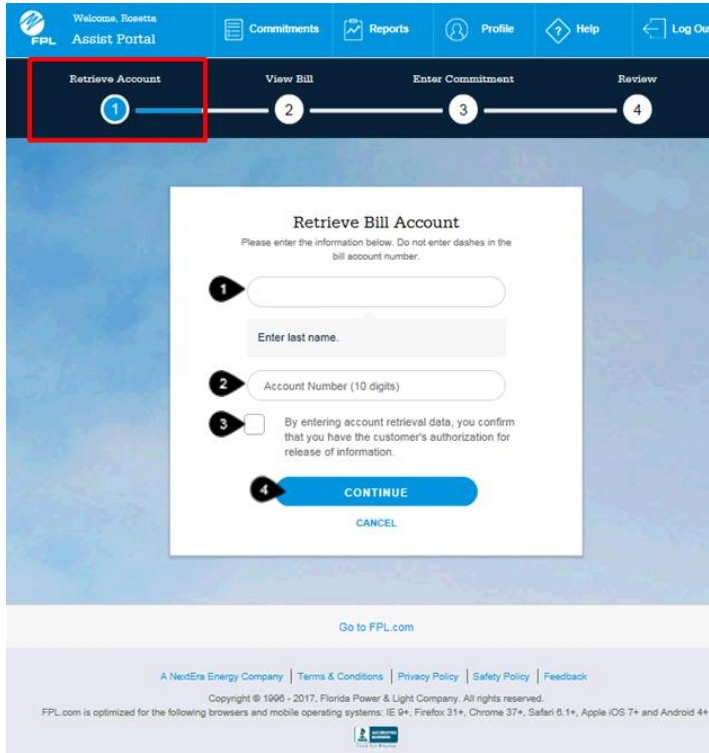 Welcome, Rosetta
FPL
Assist Portal
Commitments
Reports
Profile
? Help
Log Ou
Retrieve Account
View Bill
Enter Commitment
Review
1
2
3
4
Retrieve Bill Account
Please enter the information below. Do not enter dashes in the
bill account number.
1
Enter last name.
2
Account Number (10 digits)
3
By entering account retrieval data, you confirm
that you have the customer's authorization for
release of information.
4
CONTINUE
CANCEL
Go to FPL.com
A NextEra Energy Company | Terms & Conditions | Privacy Policy | Safety Policy | Feedback
Copyright © 1996 - 2017, Florida Power & Light Company. All rights reserved.
FPL.com is optimized for the following browsers and mobile operating systems: IE 9+, Firefox 31+, Chrome 37+, Safari 6.1+, Apple iOS 7+ and Android 4+